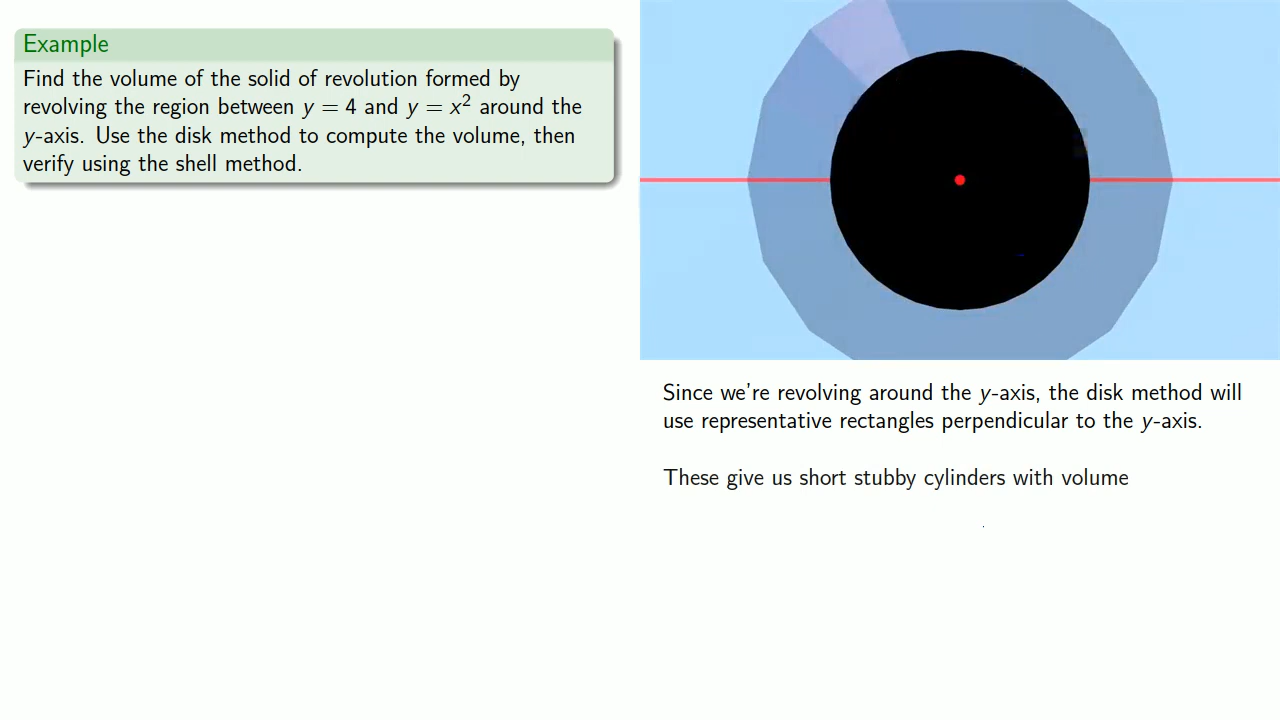 Example
Find the volume of the solid of revolution formed by
revolving the region between y = 4 and y = x² around the
y-axis. Use the disk method to compute the volume, then
verify using the shell method.
Since we're revolving around the y-axis, the disk method will
use representative rectangles perpendicular to the y-axis.
These give us short stubby cylinders with volume